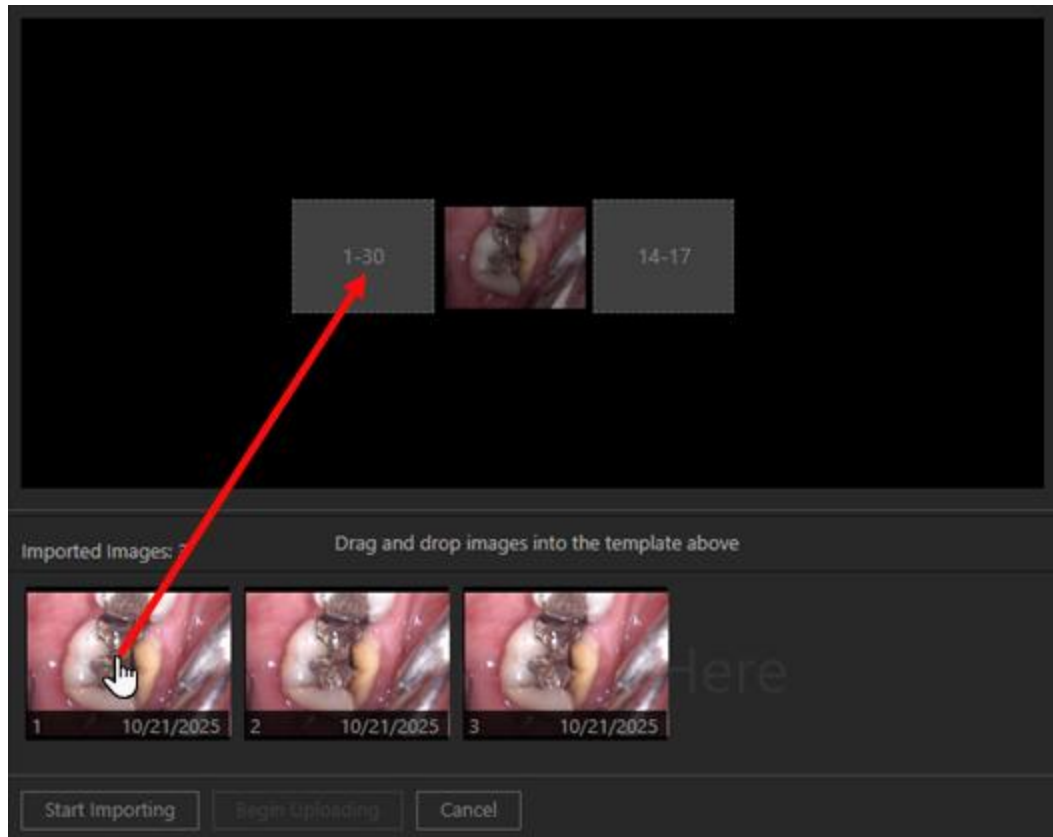 1-30
14-17
Imported Images:
Drag and drop images into the template above
Here
1 10/21/2025
2 10/21/2025
3 10/21/2025
Start Importing
Begin Uploading
Cancel